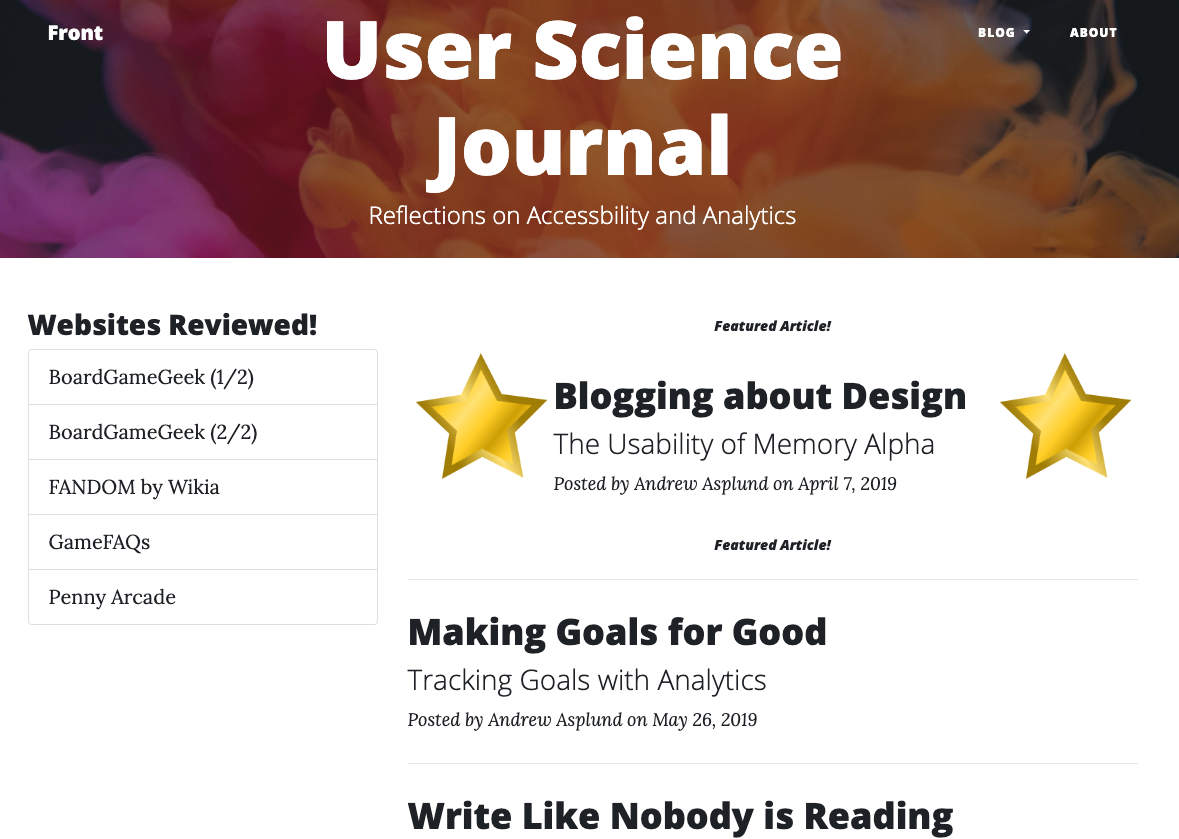 Front
BLOG
ABOUT
User Science
Journal
Reflections on Accessbility and Analytics
Websites Reviewed!
BoardGameGeek (1/2)
BoardGameGeek (2/2)
FANDOM by Wikia
GameFAQs
Penny Arcade
Featured Article!
Blogging about Design
The Usability of Memory Alpha
Posted by Andrew Asplund on April 7, 2019
Featured Article!
Making Goals for Good
Tracking Goals with Analytics
Posted by Andrew Asplund on May 26, 2019
Write Like Nobody is Reading